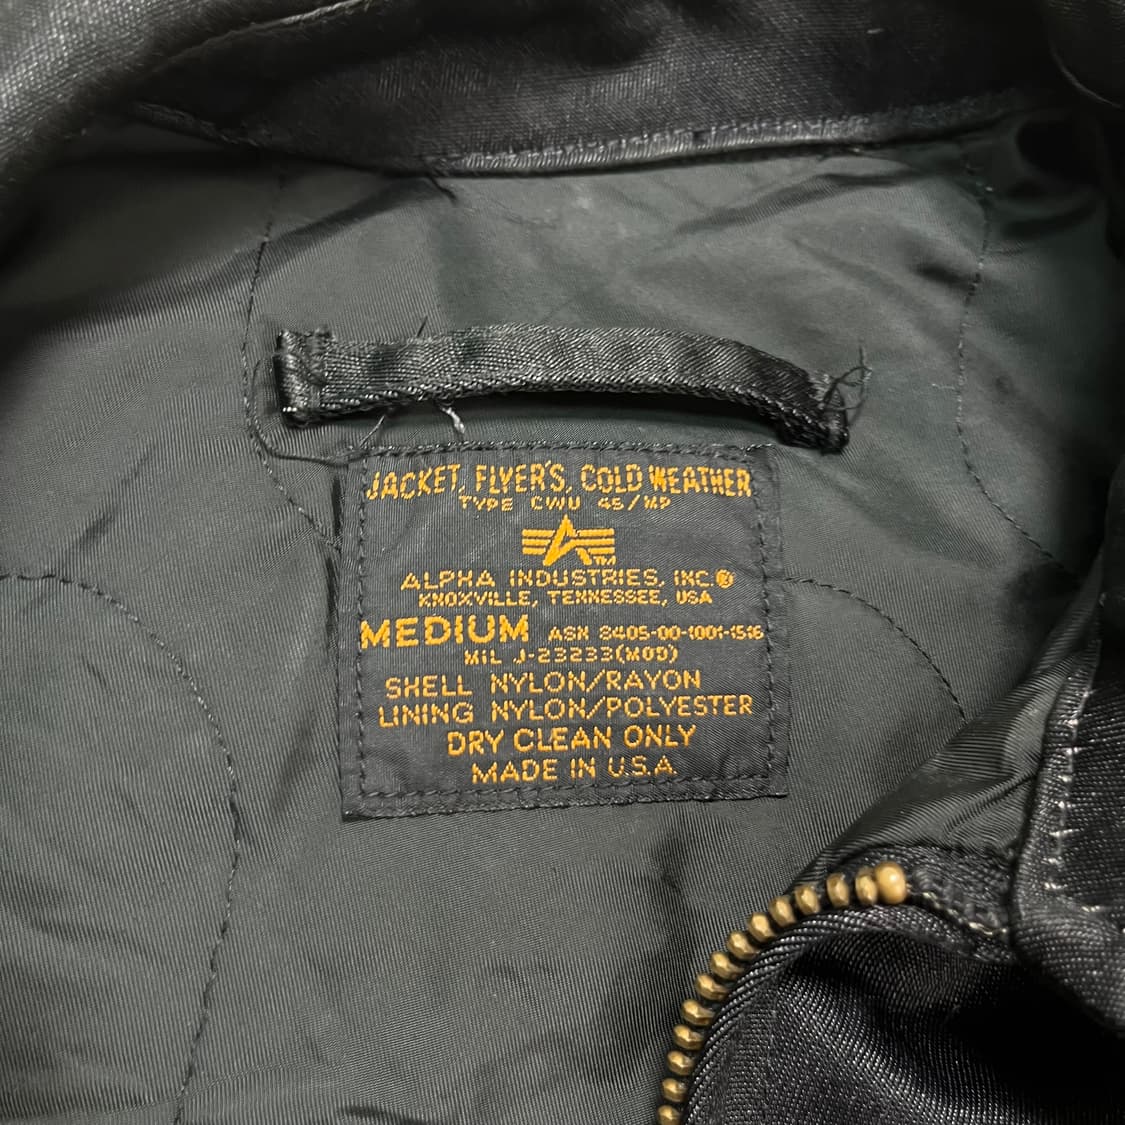 JACKET, FLYER'S, COLD WEATHER
TYPE CWU 45/MP
TM
ALPHA INDUSTRIES, INC.®
KNOXVILLE, TENNESSEE, USA
MEDIUM ASN 8405-00-1001-1516
MIL J-23233(MOD)
SHELL NYLON/RAYON
LINING NYLON/POLYESTER
DRY CLEAN ONLY
MADE IN U.S.A.